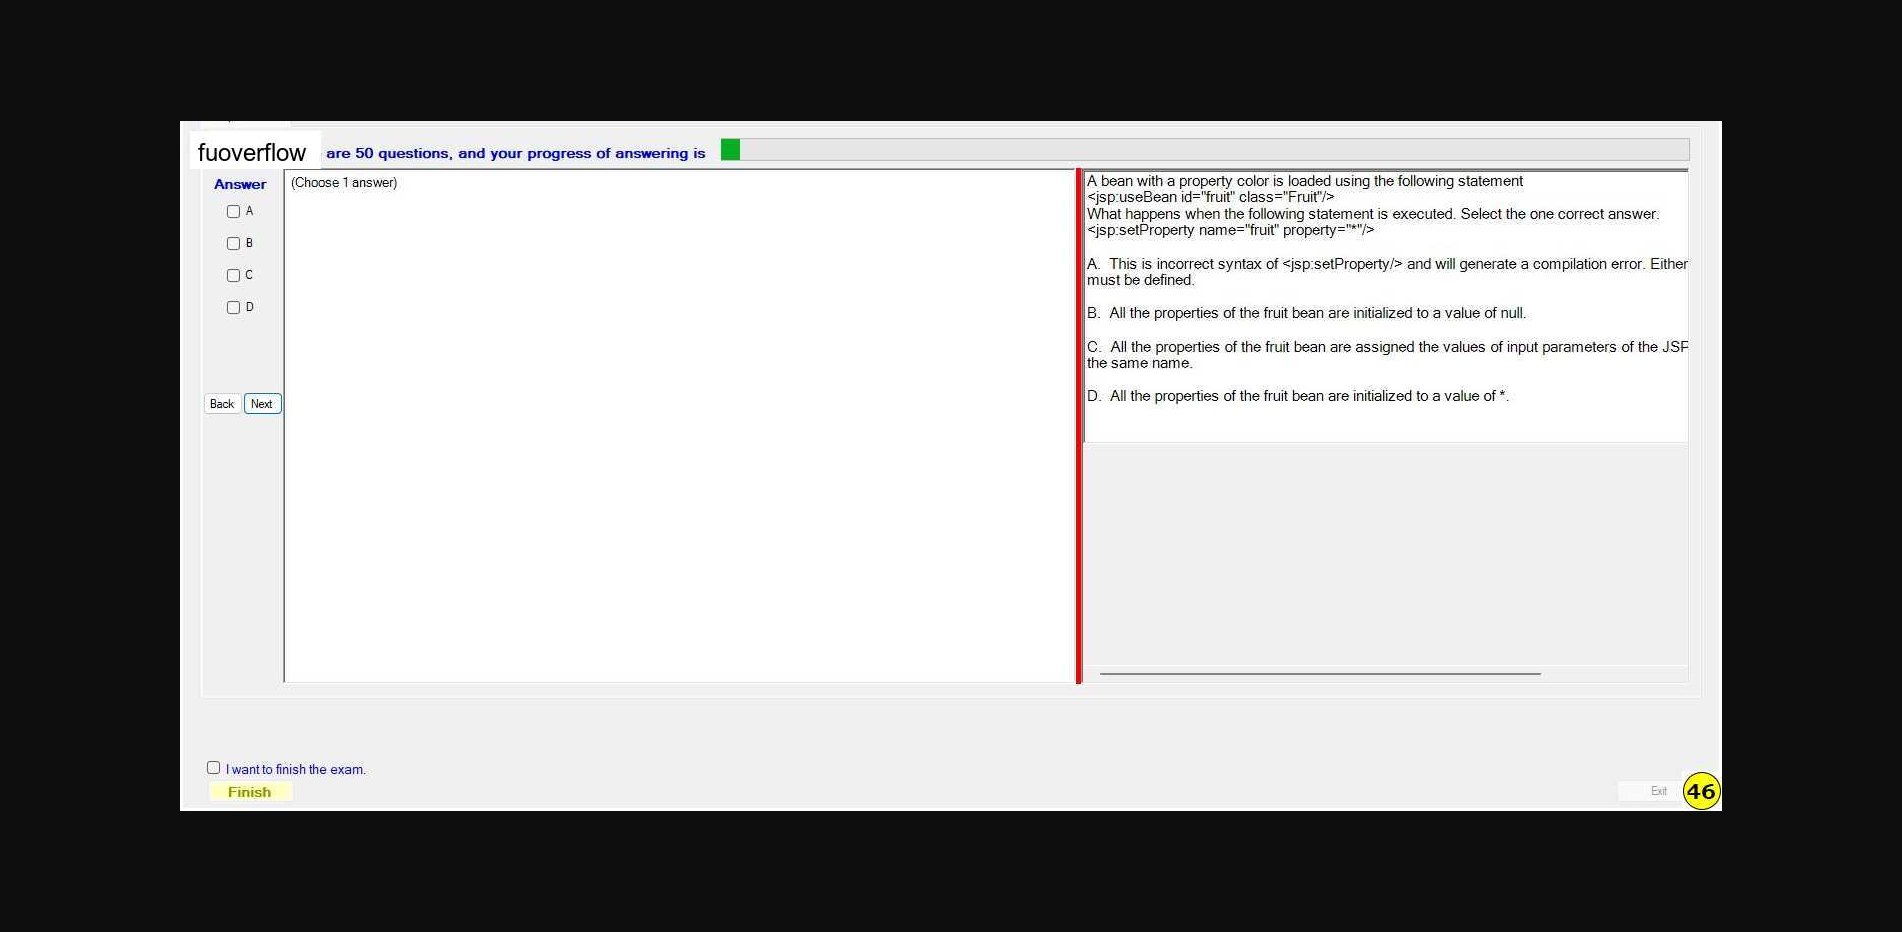 fuoverflow are 50 questions, and your progress of answering is
Answer
A
B
C
D
Back Next
(Choose 1 answer)
A bean with a property color is loaded using the following statement
<jsp:useBean id="fruit" class="Fruit"/>
What happens when the following statement is executed. Select the one correct answer.
<jsp:setProperty name="fruit" property="*"/>
A. This is incorrect syntax of <jsp:setProperty/> and will generate a compilation error. Either
must be defined.
B. All the properties of the fruit bean are initialized to a value of null.
C. All the properties of the fruit bean are assigned the values of input parameters of the JSP
the same name.
D. All the properties of the fruit bean are initialized to a value of *.
I want to finish the exam.
Finish
Exit
46